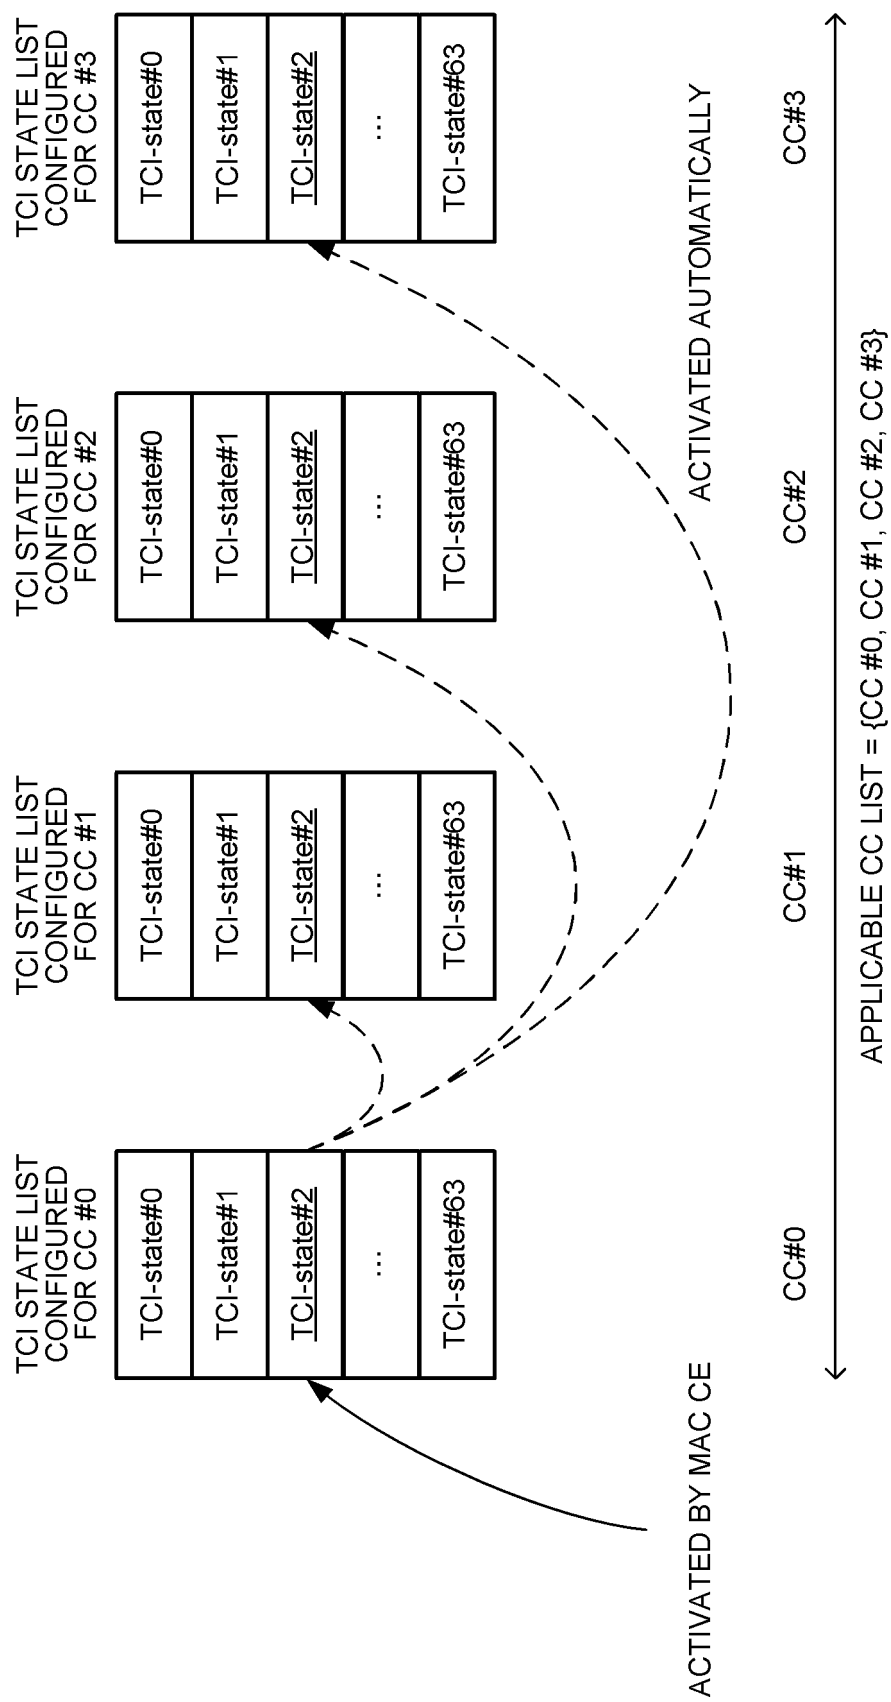 TCI STATE LIST
CONFIGURED
FOR CC #0
TCI-state#0
TCI-state#1
TCI-state#2
...
TCI-state#63
TCI STATE LIST
CONFIGURED
FOR CC #1
TCI-state#0
TCI-state#1
TCI-state#2
...
TCI-state#63
TCI STATE LIST
CONFIGURED
FOR CC #2
TCI-state#0
TCI-state#1
TCI-state#2
...
TCI-state#63
TCI STATE LIST
CONFIGURED
FOR CC #3
TCI-state#0
TCI-state#1
TCI-state#2
...
TCI-state#63
ACTIVATED BY MAC CE
ACTIVATED AUTOMATICALLY
CC#0
CC#1
CC#2
CC#3
APPLICABLE CC LIST = {CC #0, CC #1, CC #2, CC #3}